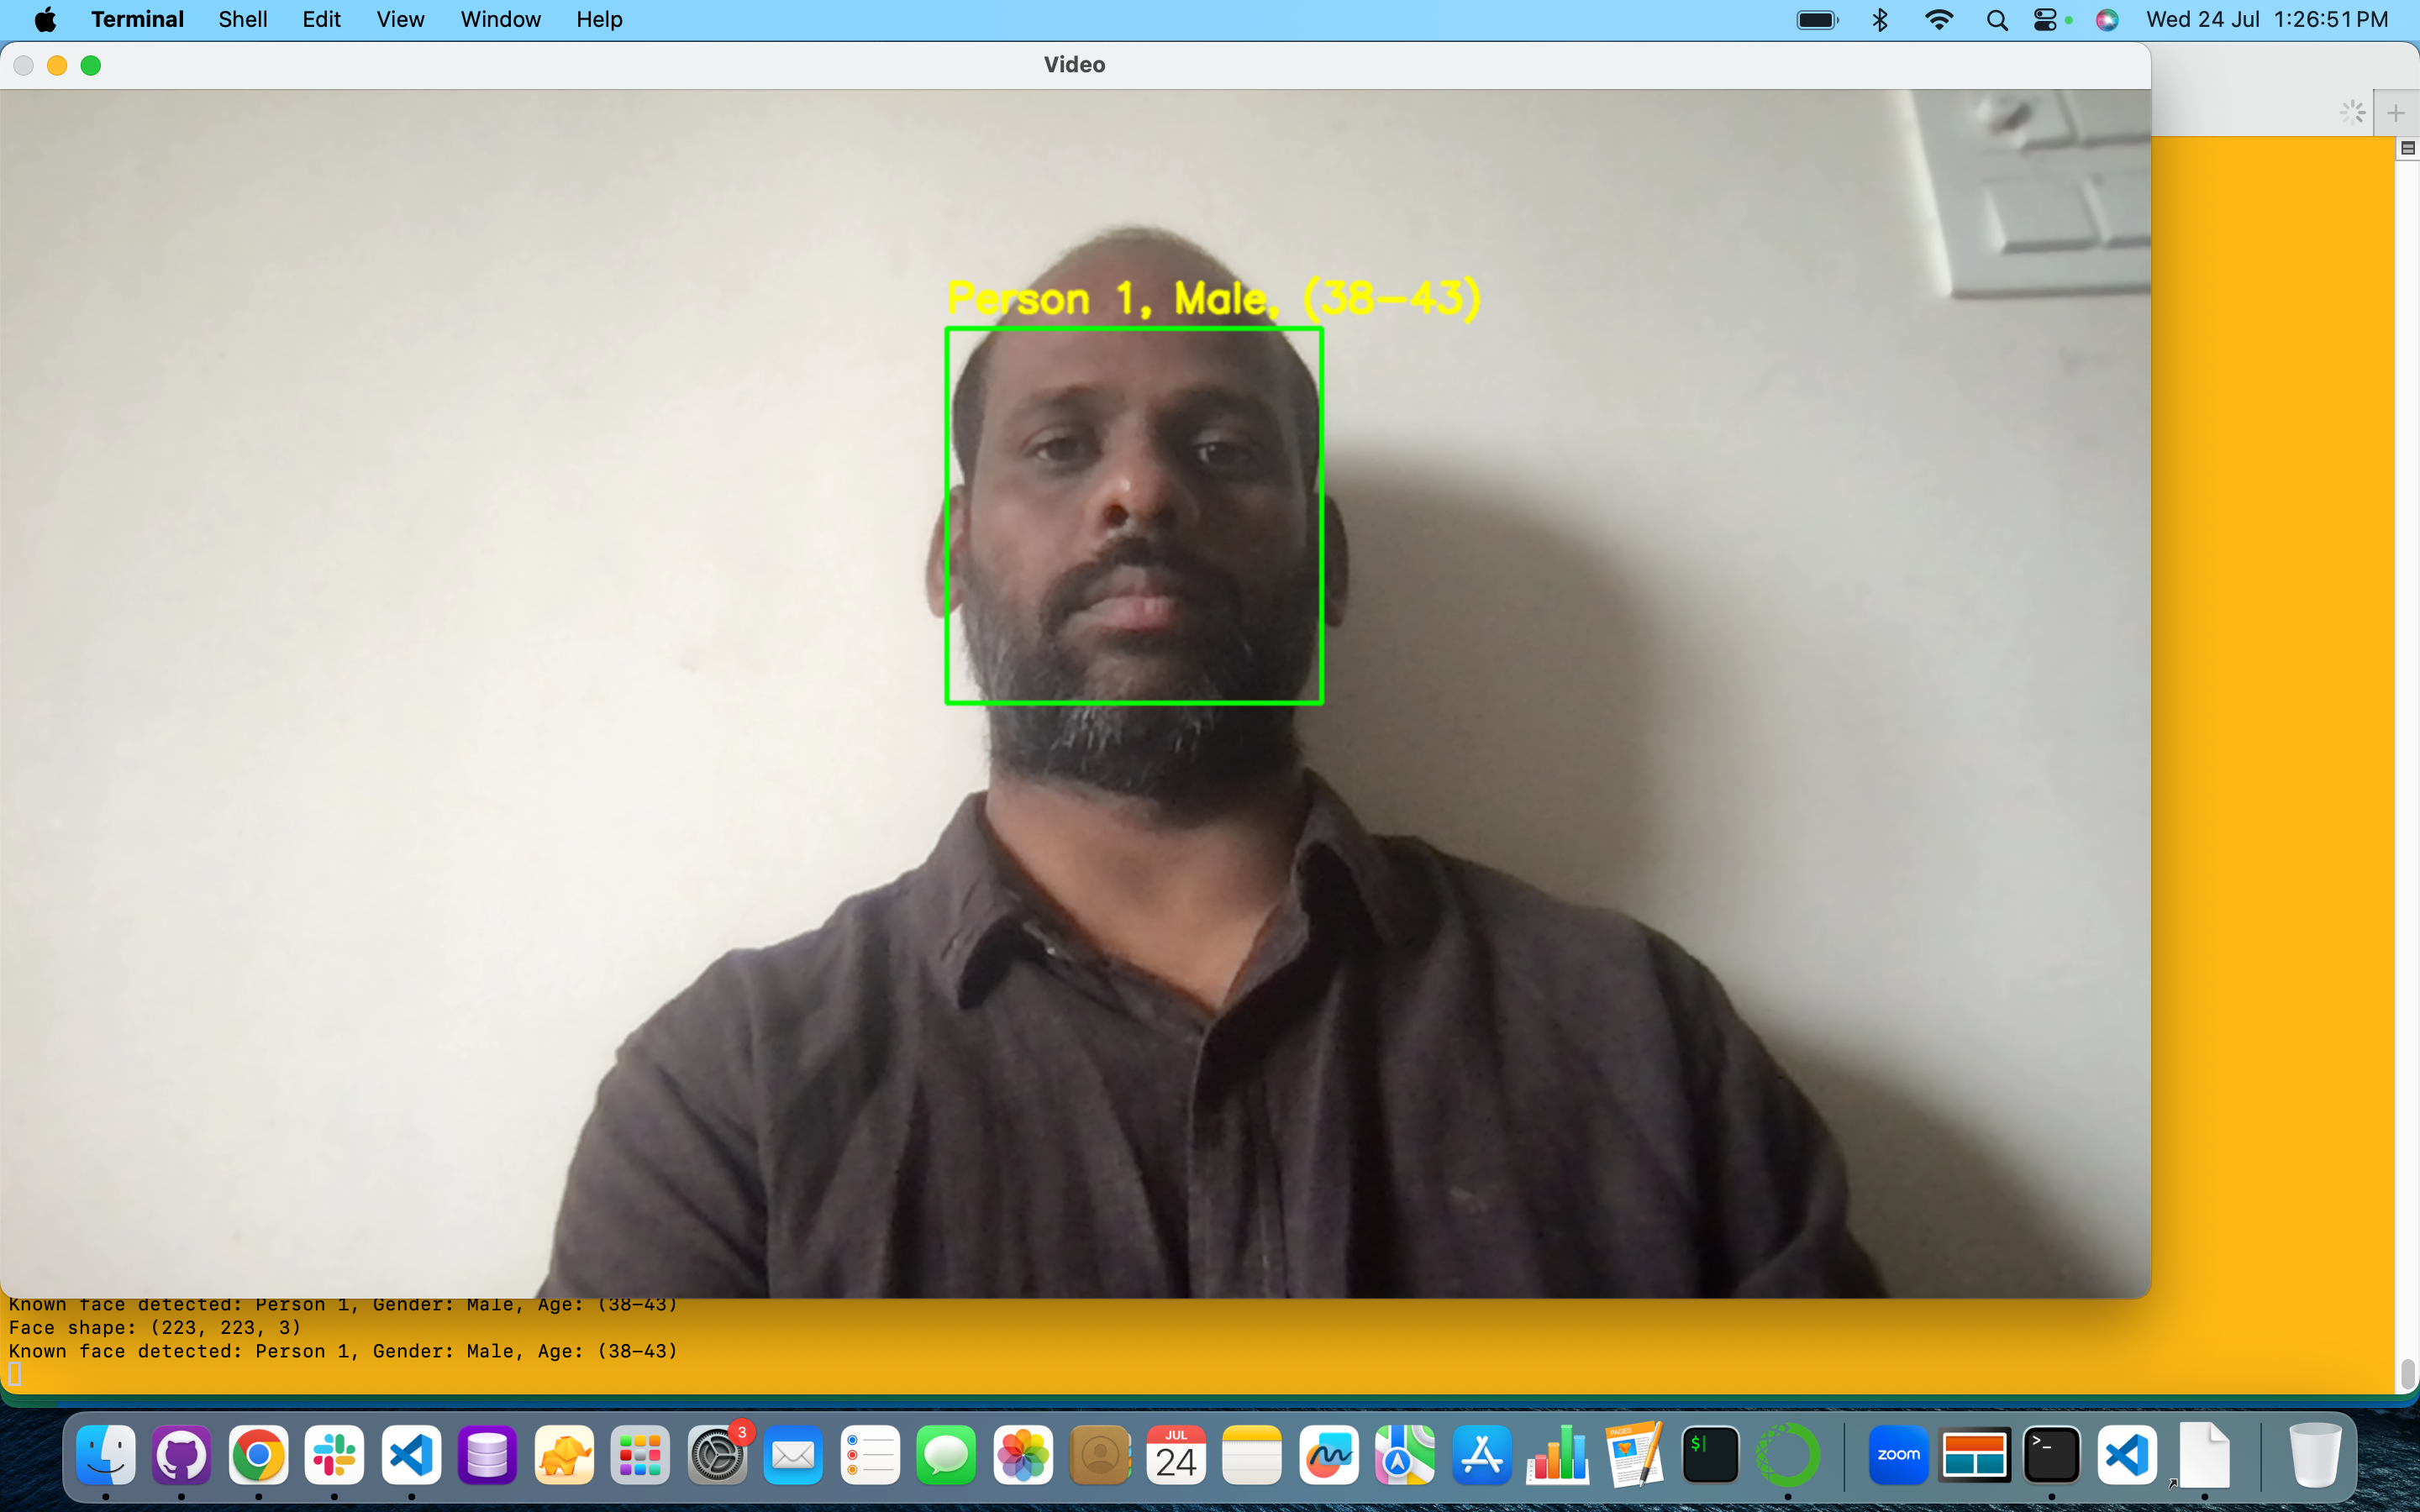 Terminal Shell Edit View Window Help Wed 24 Jul 1:26:51 PM
Video
Person 1, Male, (38-43)
Known face detected: Person 1, Gender: Male, Age: (38-43)
Face shape: (223, 223, 3)
Known face detected: Person 1, Gender: Male, Age: (38-43)
3
JUL
24
PAGES
$
zoom
>_